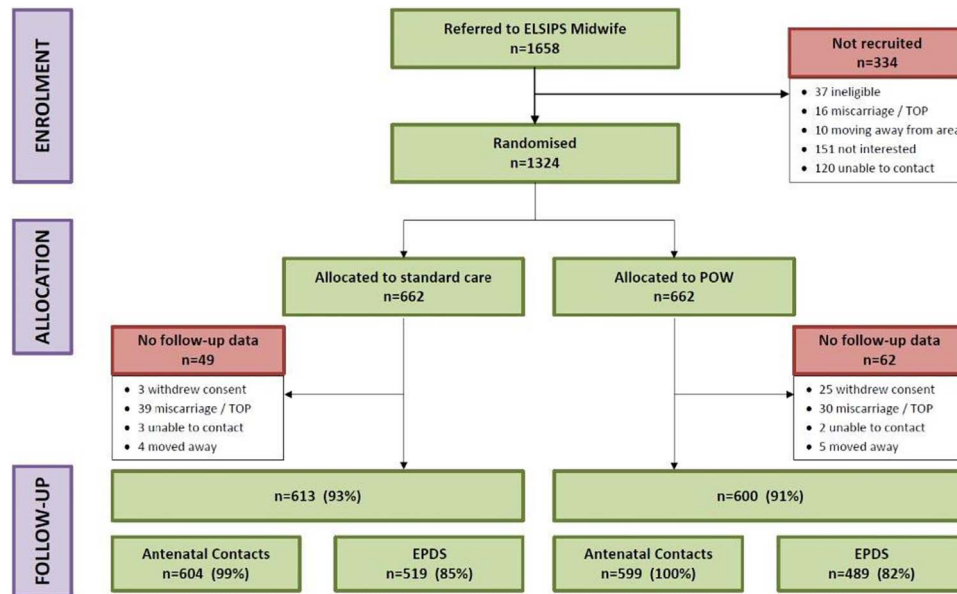 ENROLMENT
Referred to ELSIPS Midwife
n=1658
Not recruited
n=334
• 37 ineligible
• 16 miscarriage / TOP
• 10 moving away from area
• 151 not interested
• 120 unable to contact
Randomised
n=1324
ALLOCATION
Allocated to standard care
n=662
Allocated to POW
n=662
No follow-up data
n=49
• 3 withdrew consent
• 39 miscarriage / TOP
• 3 unable to contact
• 4 moved away
No follow-up data
n=62
• 25 withdrew consent
• 30 miscarriage / TOP
• 2 unable to contact
• 5 moved away
FOLLOW-UP
n=613 (93%)
n=600 (91%)
Antenatal Contacts
n=604 (99%)
EPDS
n=519 (85%)
Antenatal Contacts
n=599 (100%)
EPDS
n=489 (82%)